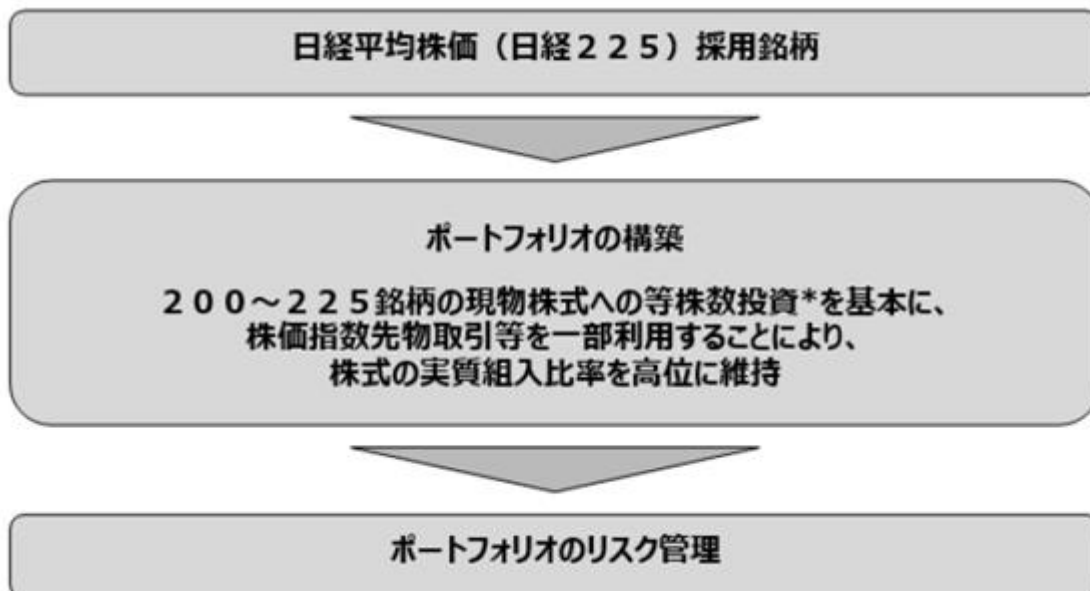 日経平均株価（日経２２５）採用銘柄
ポートフォリオの構築
２００～２２５銘柄の現物株式への等株数投資*を基本に、
株価指数先物取引等を一部利用することにより、
株式の実質組入比率を高位に維持
ポートフォリオのリスク管理